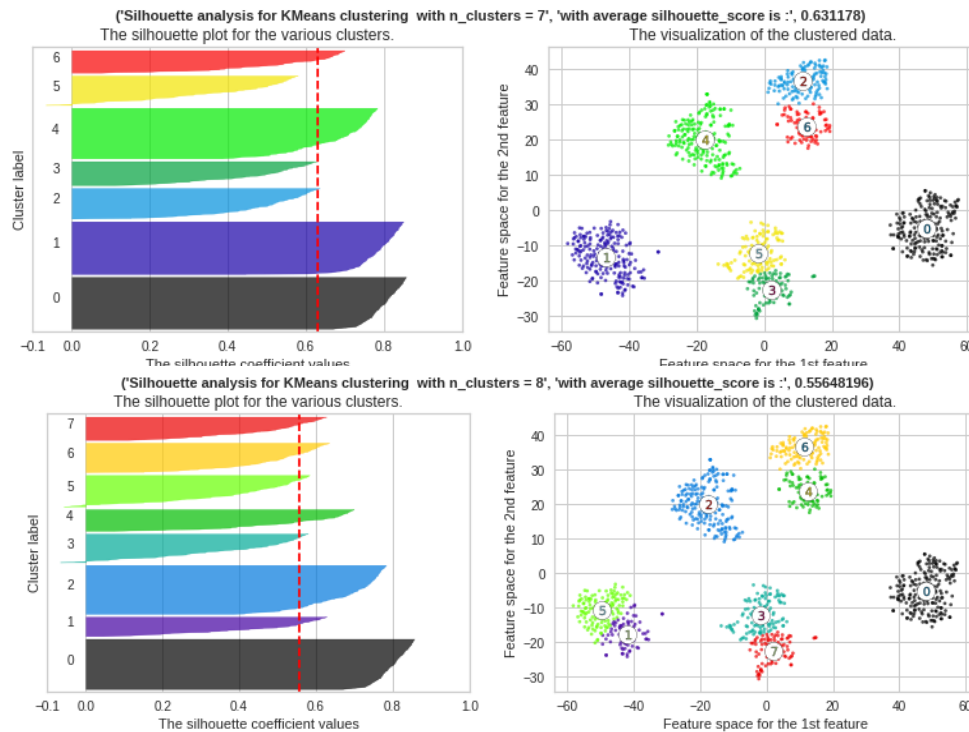 ('Silhouette analysis for KMeans clustering  with n_clusters = 7', 'with average silhouette_score is :', 0.631178)
The silhouette plot for the various clusters.
Cluster label
6
5
4
3
2
1
0
−0.1 0.0 0.2 0.4 0.6 0.8 1.0
The silhouette coefficient values
The visualization of the clustered data.
Feature space for the 2nd feature
40
30
20
10
0
−10
−20
−30
2
6
4
0
5
1
3
−60 −40 −20 0 20 40 60
Feature space for the 1st feature
('Silhouette analysis for KMeans clustering  with n_clusters = 8', 'with average silhouette_score is :', 0.55648196)
The silhouette plot for the various clusters.
Cluster label
7
6
5
4
3
2
1
0
−0.1 0.0 0.2 0.4 0.6 0.8 1.0
The silhouette coefficient values
The visualization of the clustered data.
Feature space for the 2nd feature
40
30
20
10
0
−10
−20
−30
6
4
2
0
5
3
1
7
−60 −40 −20 0 20 40 60
Feature space for the 1st feature